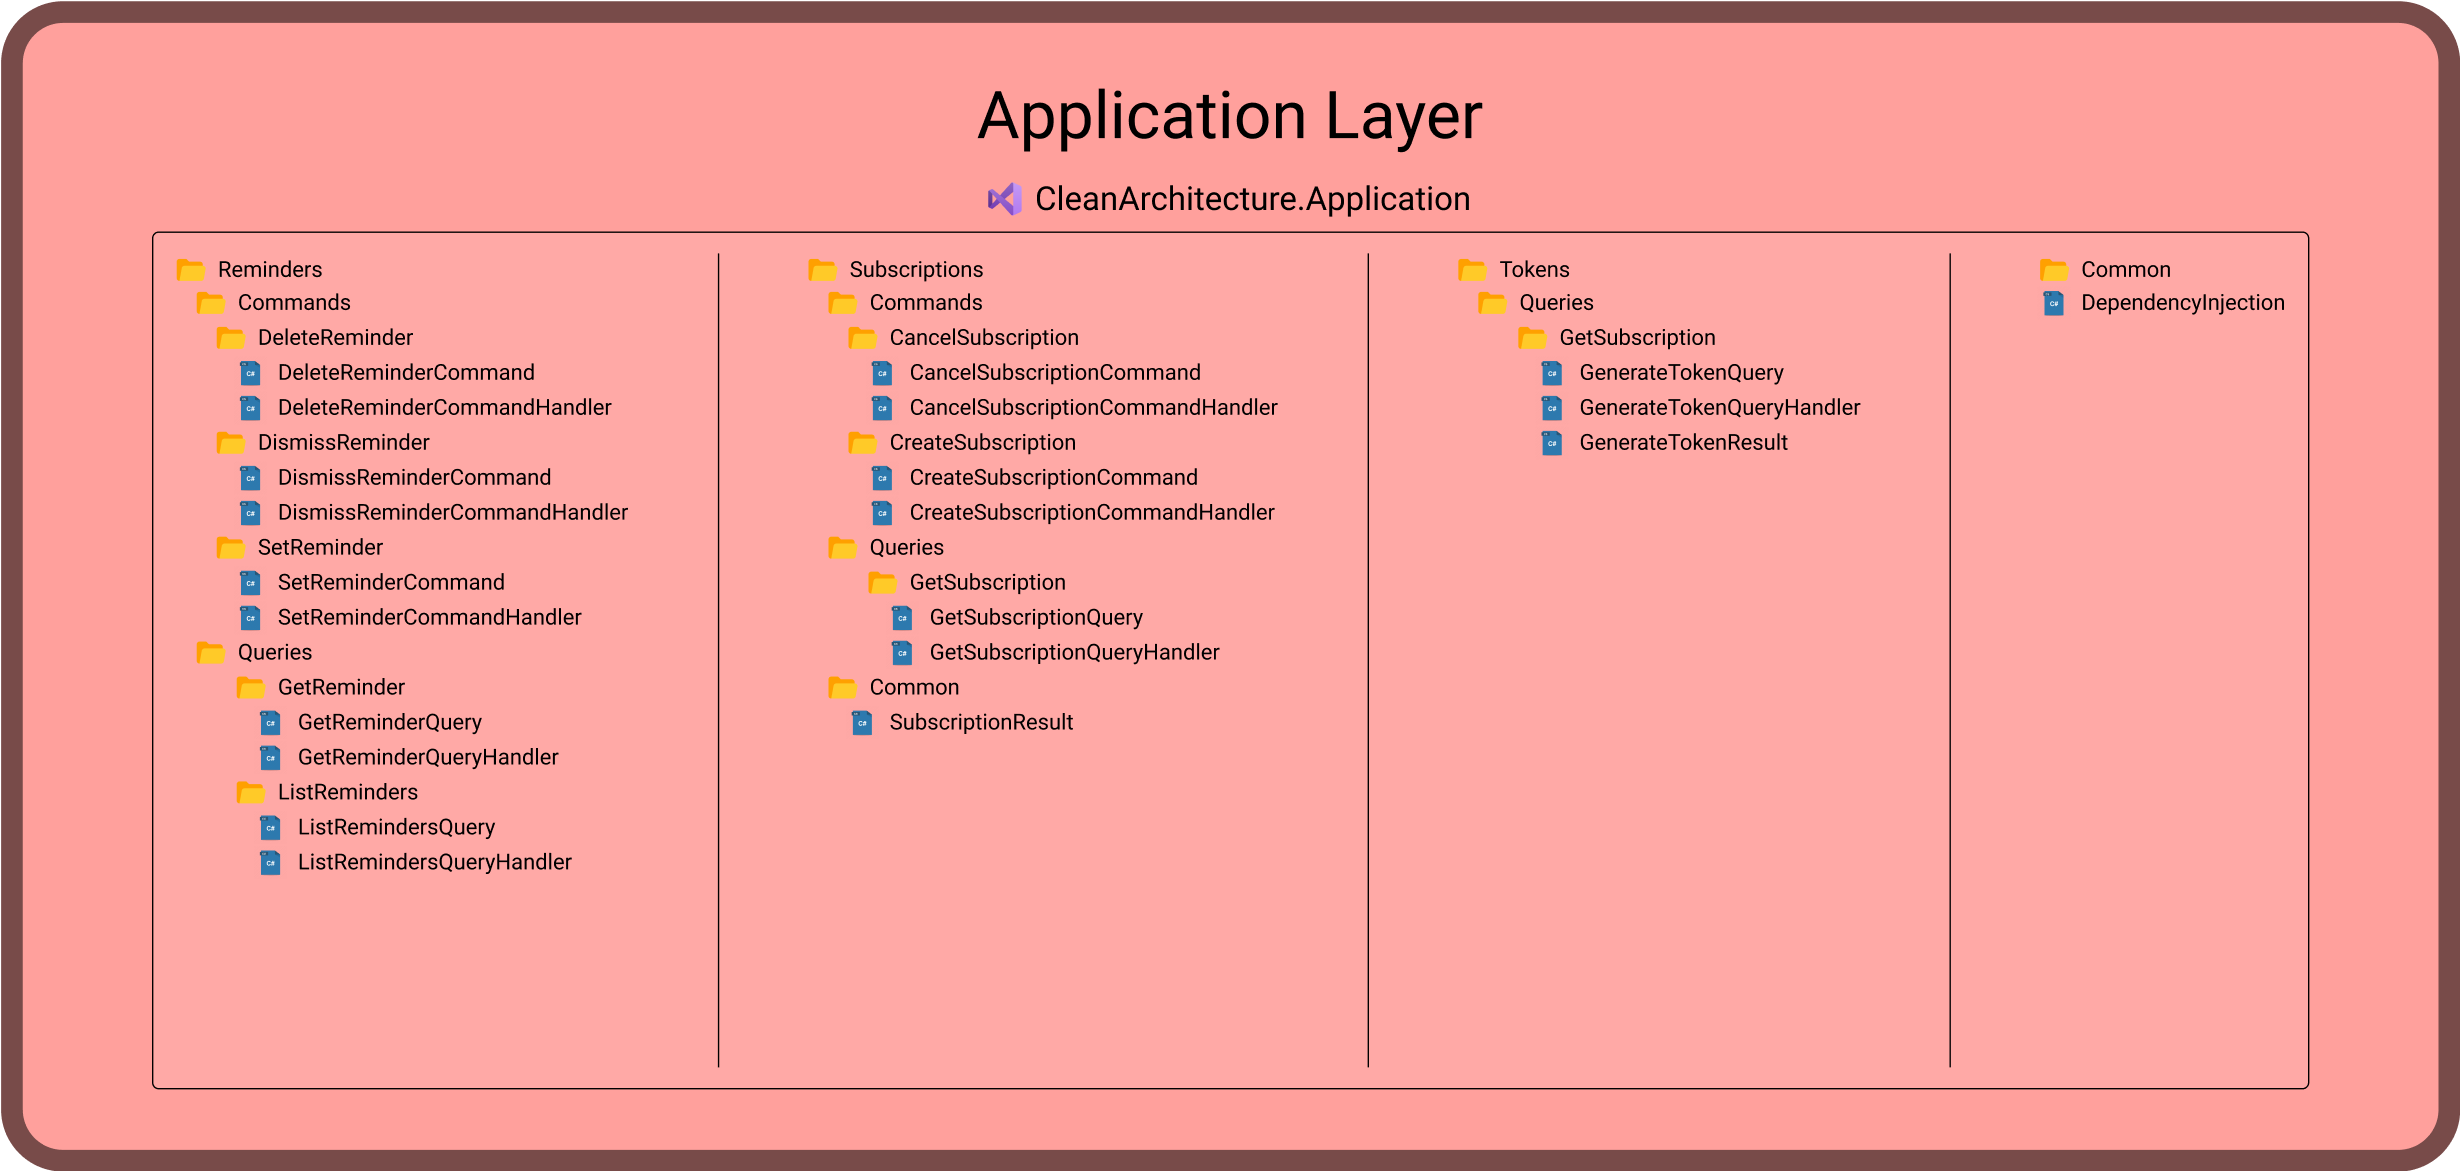 Application Layer
CleanArchitecture.Application
Reminders
Commands
DeleteReminder
DeleteReminderCommand
DeleteReminderCommandHandler
DismissReminder
DismissReminderCommand
DismissReminderCommandHandler
SetReminder
SetReminderCommand
SetReminderCommandHandler
Queries
GetReminder
GetReminderQuery
GetReminderQueryHandler
ListReminders
ListRemindersQuery
ListRemindersQueryHandler
Subscriptions
Commands
CancelSubscription
CancelSubscriptionCommand
CancelSubscriptionCommandHandler
CreateSubscription
CreateSubscriptionCommand
CreateSubscriptionCommandHandler
Queries
GetSubscription
GetSubscriptionQuery
GetSubscriptionQueryHandler
Common
SubscriptionResult
Tokens
Queries
GetSubscription
GenerateTokenQuery
GenerateTokenQueryHandler
GenerateTokenResult
Common
DependencyInjection